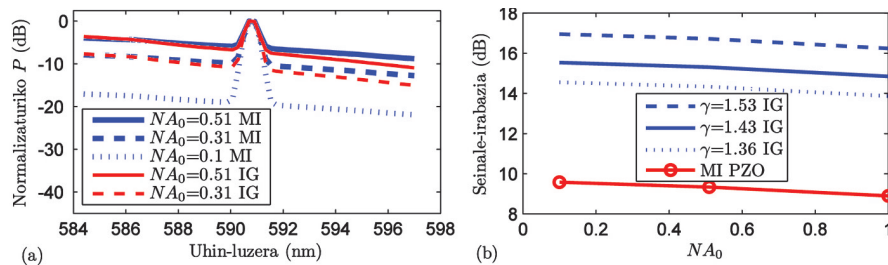 0
-10
-20
-30
-40
Normalizaturiko P (dB)
NA₀=0.51 MI
NA₀=0.31 MI
NA₀=0.1 MI
NA₀=0.51 IG
NA₀=0.31 IG
584 586 588 590 592 594 596 598
(a) Uhin-luzera (nm)
18
16
14
12
10
8
Seinale-irabazia (dB)
γ=1.53 IG
γ=1.43 IG
γ=1.36 IG
MI PZO
0 0.2 0.4 0.6 0.8 1
(b) NA₀